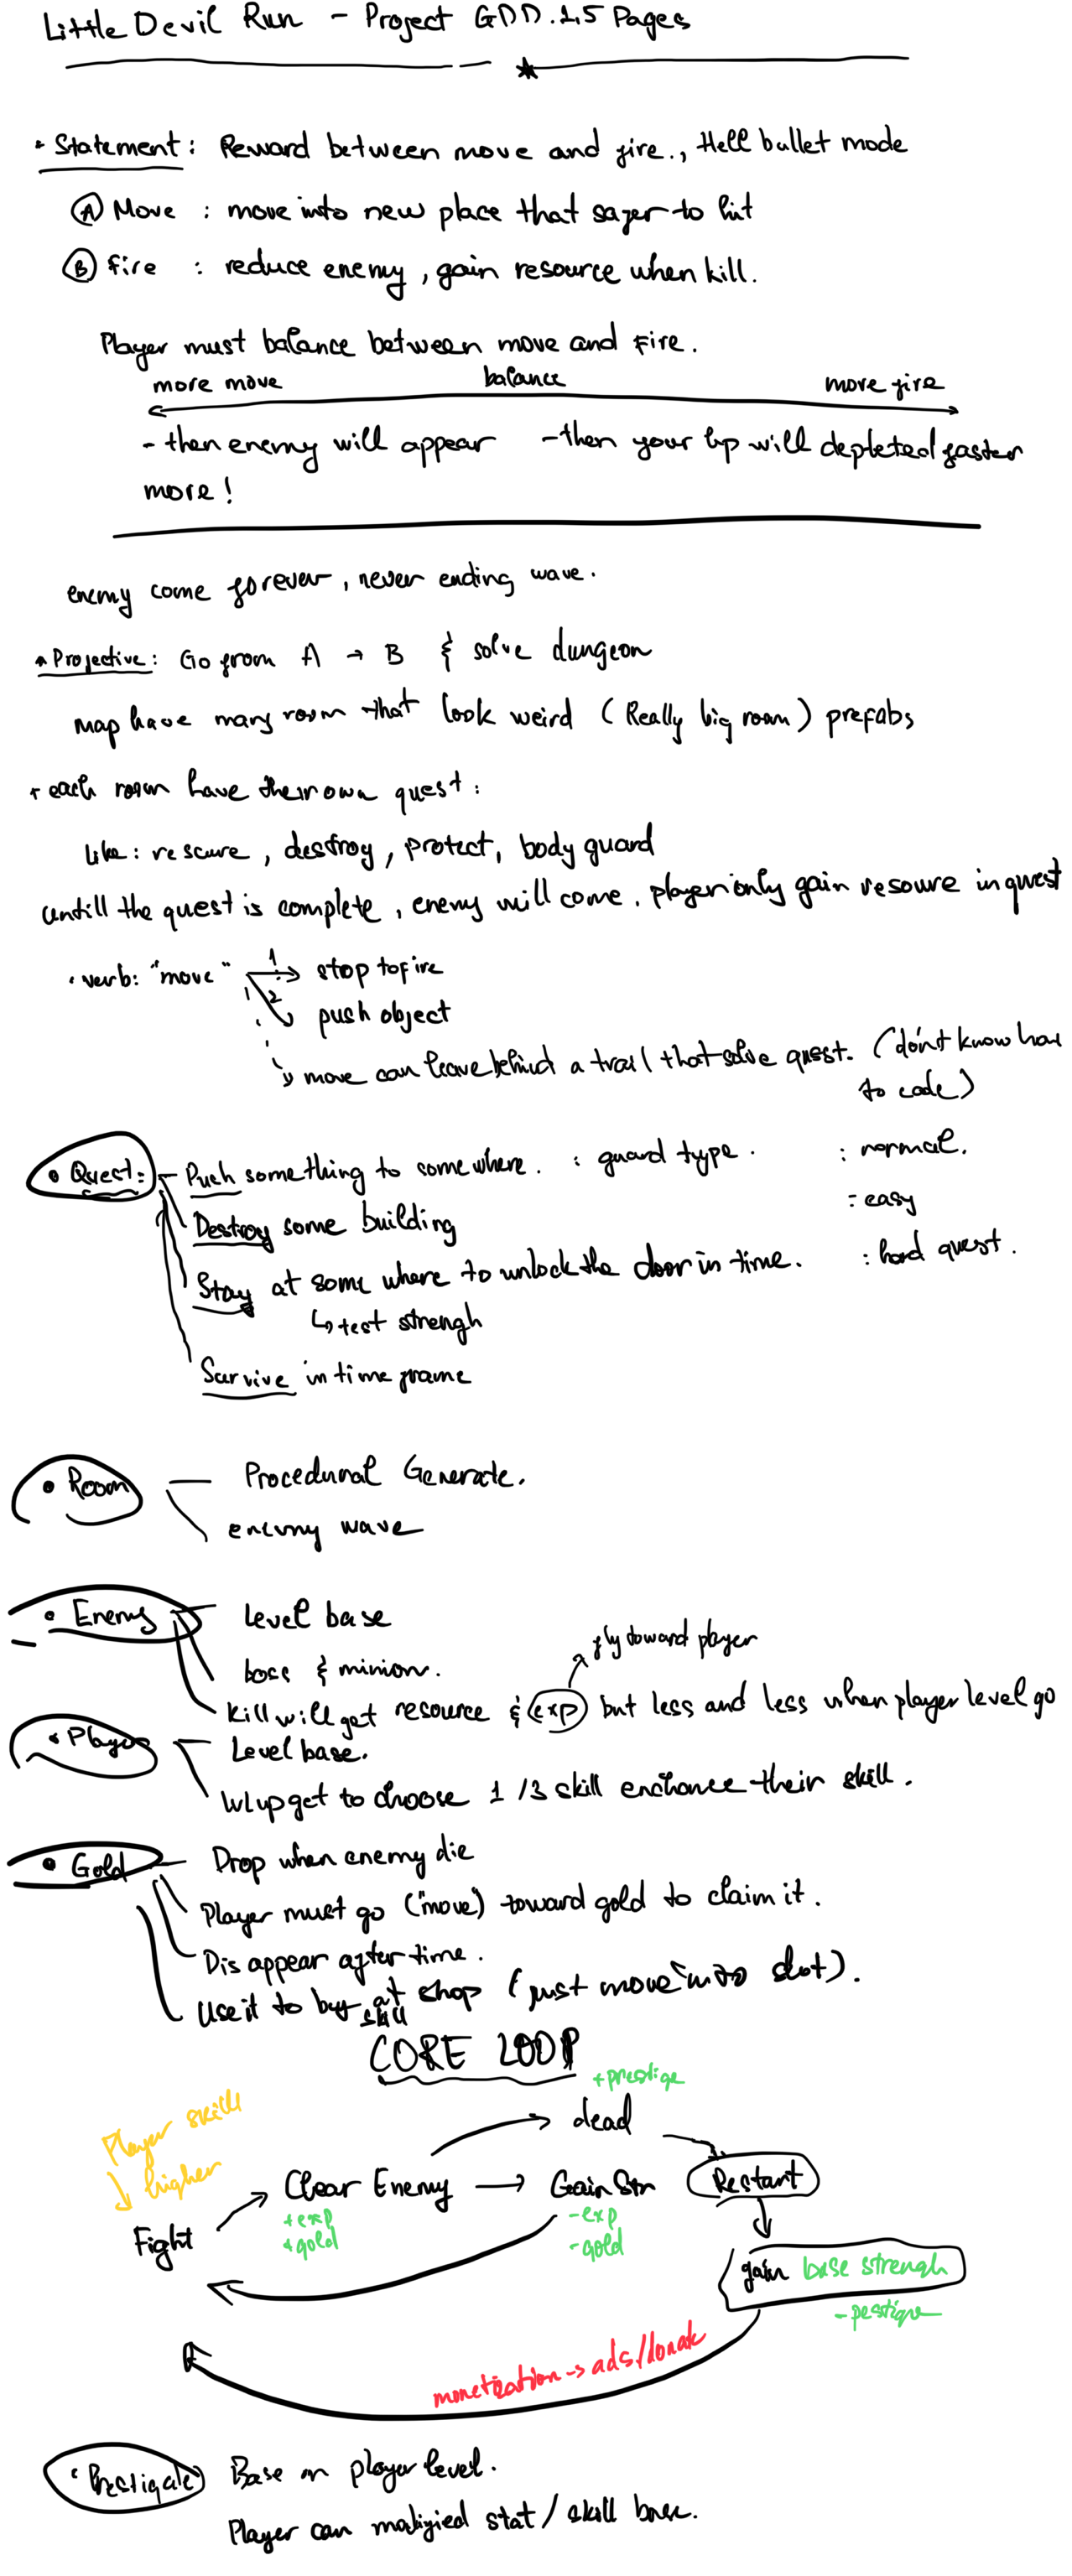 Little Devil Run - Project GDD.1,5 Pages
• Statement: Reward between move and fire., Hell bullet mode
(A) Move : move into new place that safer to hit
(B) Fire : reduce enemy, gain resource when kill.
Player must balance between move and Fire.
more move balance more fire
- then enemy will appear - then your hp will depleted faster
more!
enemy come forever, never ending wave.
• Projective: Go from A → B & solve dungeon
map have many room that look weird (Really big room) prefabs
• each room have their own quest:
like: rescure, destroy, protect, body guard
untill the quest is complete, enemy will come. player only gain resoure in quest
• verb: "move" 1 → stop to fire
2 push object
move can leave behind a trail that solve quest. (don't know how
to code)
• Quest: - Push something to somewhere. : guard type. : normal.
Destroy some building : easy
Stay at some where to unlock the door in time. : hard quest.
↳ test strengh
Survive in time frame
• Room - Procedural Generate.
enemy wave
• Enemy - Level base
boss & minion.
fly toward player
Kill will get resource & exp but less and less when player level go
• Player - Level base.
Lvl up get to choose 1/3 skill enchance their skill.
• Gold - Drop when enemy die
Player must go ("move") toward gold to claim it.
Dis appear after time.
Use it to buy skill at shop (just move into slot).
CORE LOOP
+ prestige
Player skill
higher
dead
Clear Enemy → Gain Str Restart
+ exp - exp
+ gold - gold
Fight
gain base strengh
- pestique
monetization → ads/donate
• Prestigate Base on player level.
Player can stat / skill